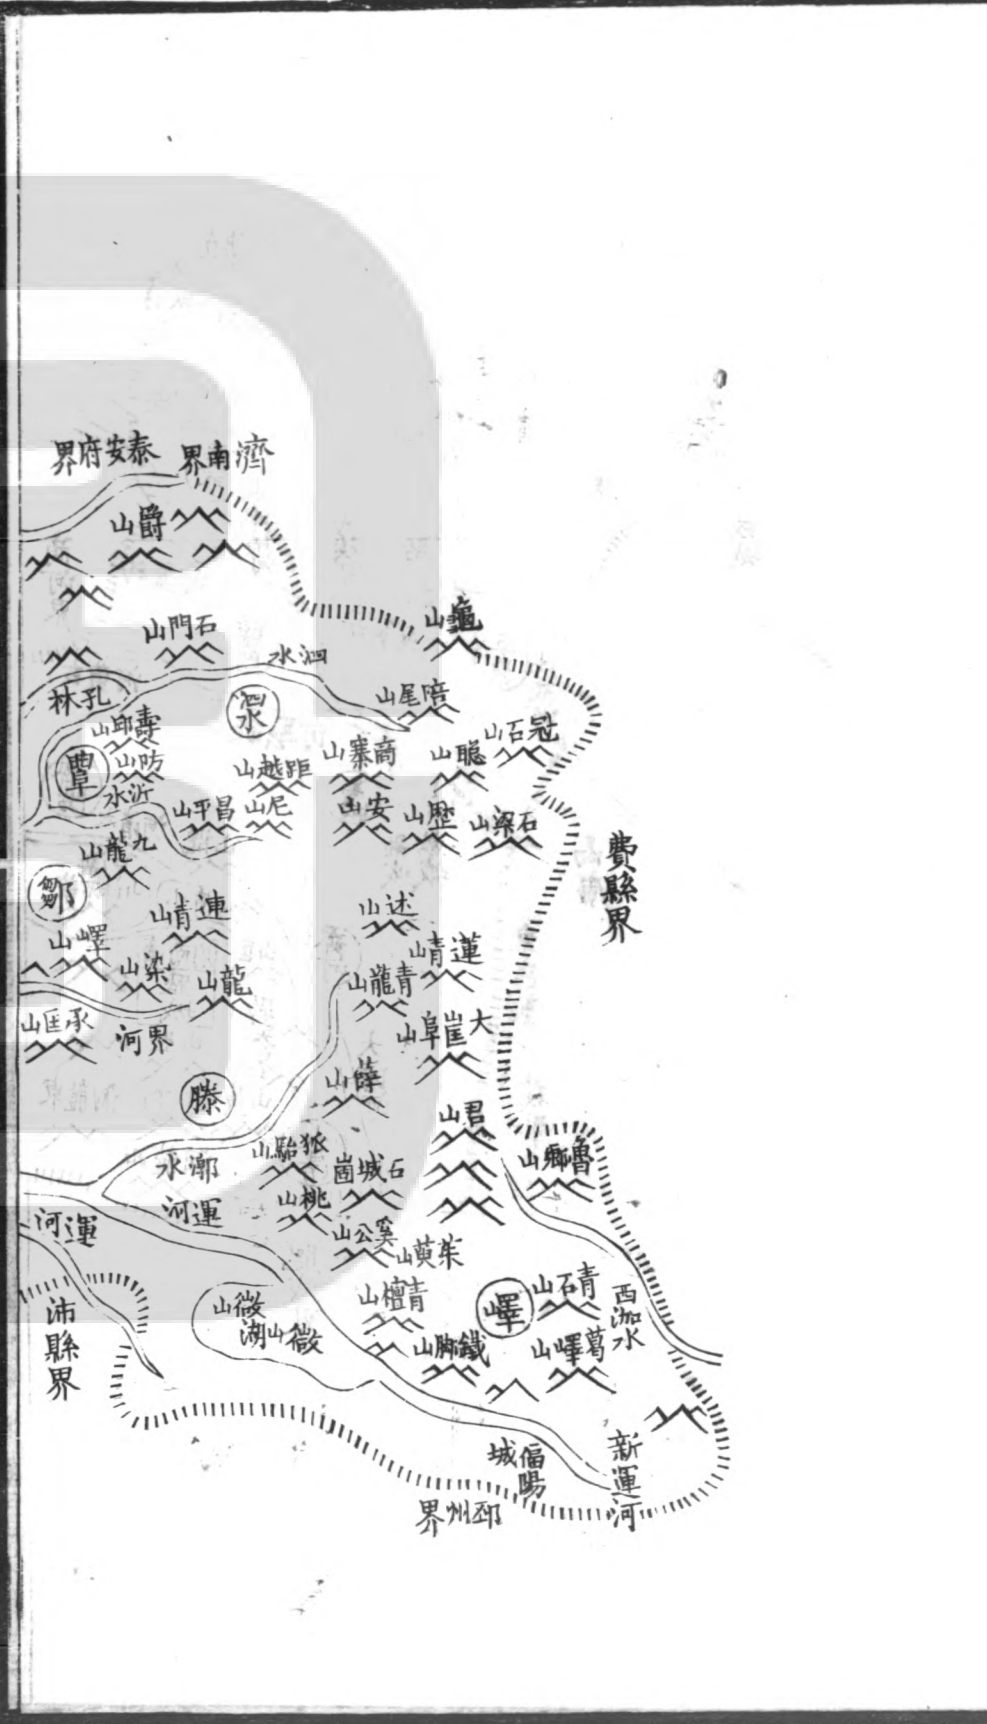 濟南界
泰安府界
爵山
龜山
石門山
泗水
陪尾山
孔林
泗水
壽邱山
冠石山
聰山
商寨山
距越山
防山
曲阜
沂水
尼山
昌平山
安山
歷山
石深山
九龍山
費縣界
鄒
連青山
述山
蓮青山
嶧山
染山
龍山
青龍山
承匡山
界河
大崮阜山
薛山
滕
君山
狐駘山
魯鄉山
漷水
石城崮
桃山
運河
運河
奚公山
茱萸山
青檀山
嶧
青石山
西泇水
微山
微山湖
沛縣界
鐵腳山
葛嶧山
偪陽城
新運河
邳州界